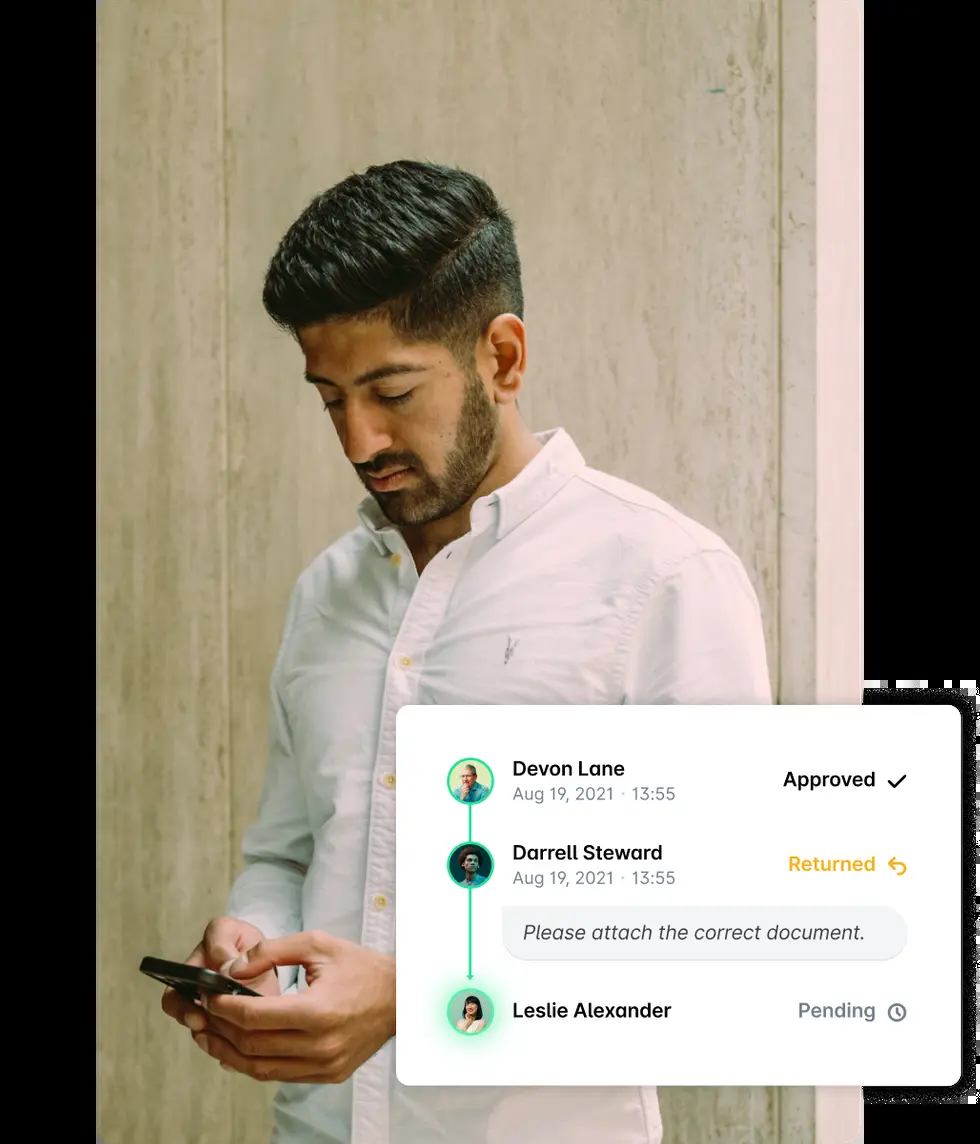 Devon Lane
Aug 19, 2021 · 13:55
Approved
Darrell Steward
Aug 19, 2021 · 13:55
Returned
Please attach the correct document.
Leslie Alexander
Pending